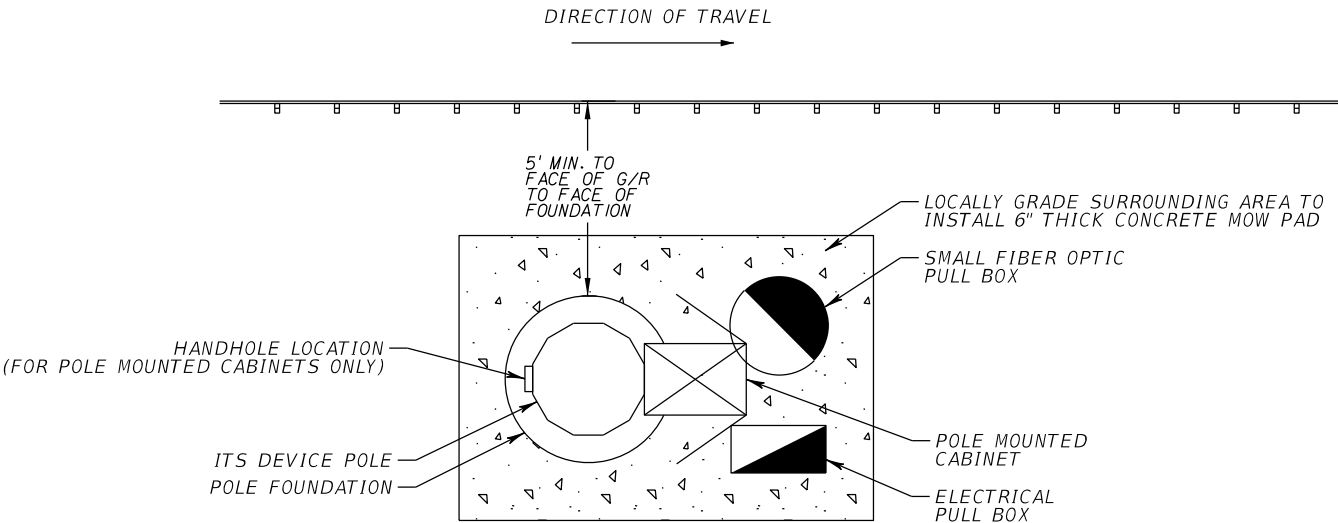 DIRECTION OF TRAVEL
5' MIN. TO
FACE OF G/R
TO FACE OF
FOUNDATION
LOCALLY GRADE SURROUNDING AREA TO
INSTALL 6" THICK CONCRETE MOW PAD
SMALL FIBER OPTIC
PULL BOX
HANDHOLE LOCATION
(FOR POLE MOUNTED CABINETS ONLY)
ITS DEVICE POLE
POLE FOUNDATION
POLE MOUNTED
CABINET
ELECTRICAL
PULL BOX